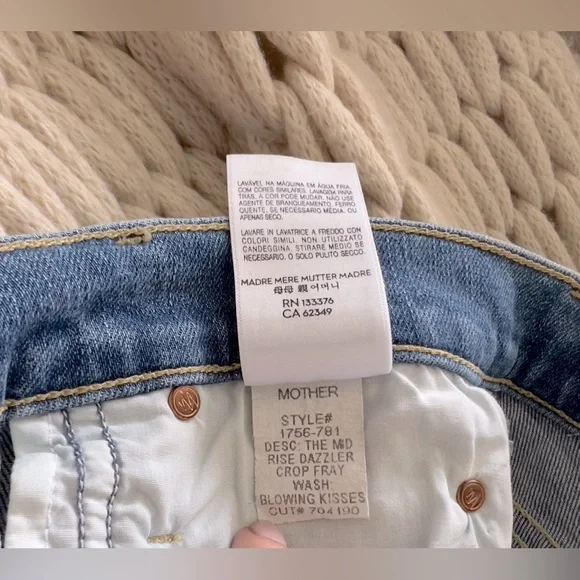 LAVÁVEL NA MÁQUINA EM ÁGUA FRIA,
COM CORES SIMILARES. LAVAGEM PARA
TRÁS, A COR PODE MUDAR. NÃO USE
AGENTE DE BRANQUEAMENTO. FERRO
QUENTE, SE NECESSÁRIO MÉDIA, OU
APENAS SECO.
LAVARE IN LAVATRICE A FREDDO CON
COLORI SIMILI. NON UTILIZZATO
CANDEGGINA. STIRARE MEDIO SE
NECESSARIO. O SOLO PULITO SECCO.
MADRE MERE MUTTER MADRE
母母 親 어머니
RN 133376
CA 62349
MOTHER
STYLE#
1756-781
DESC: THE MID
RISE DAZZLER
CROP FRAY
WASH:
BLOWING KISSES
CUT# 704190